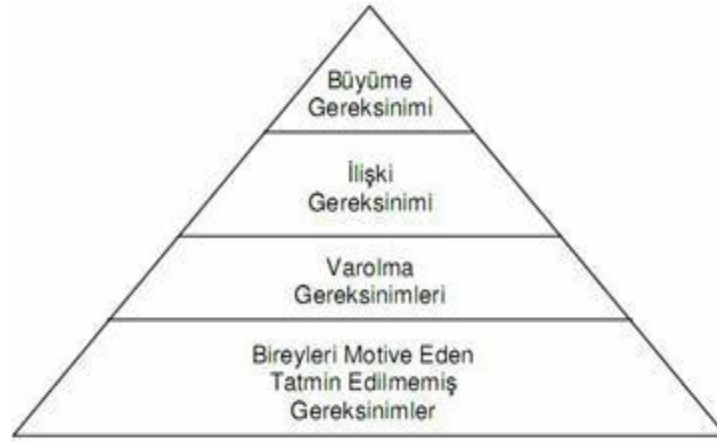 Büyüme
Gereksinimi
İlişki
Gereksinimi
Varolma
Gereksinimleri
Bireyleri Motive Eden
Tatmin Edilmemiş
Gereksinimler